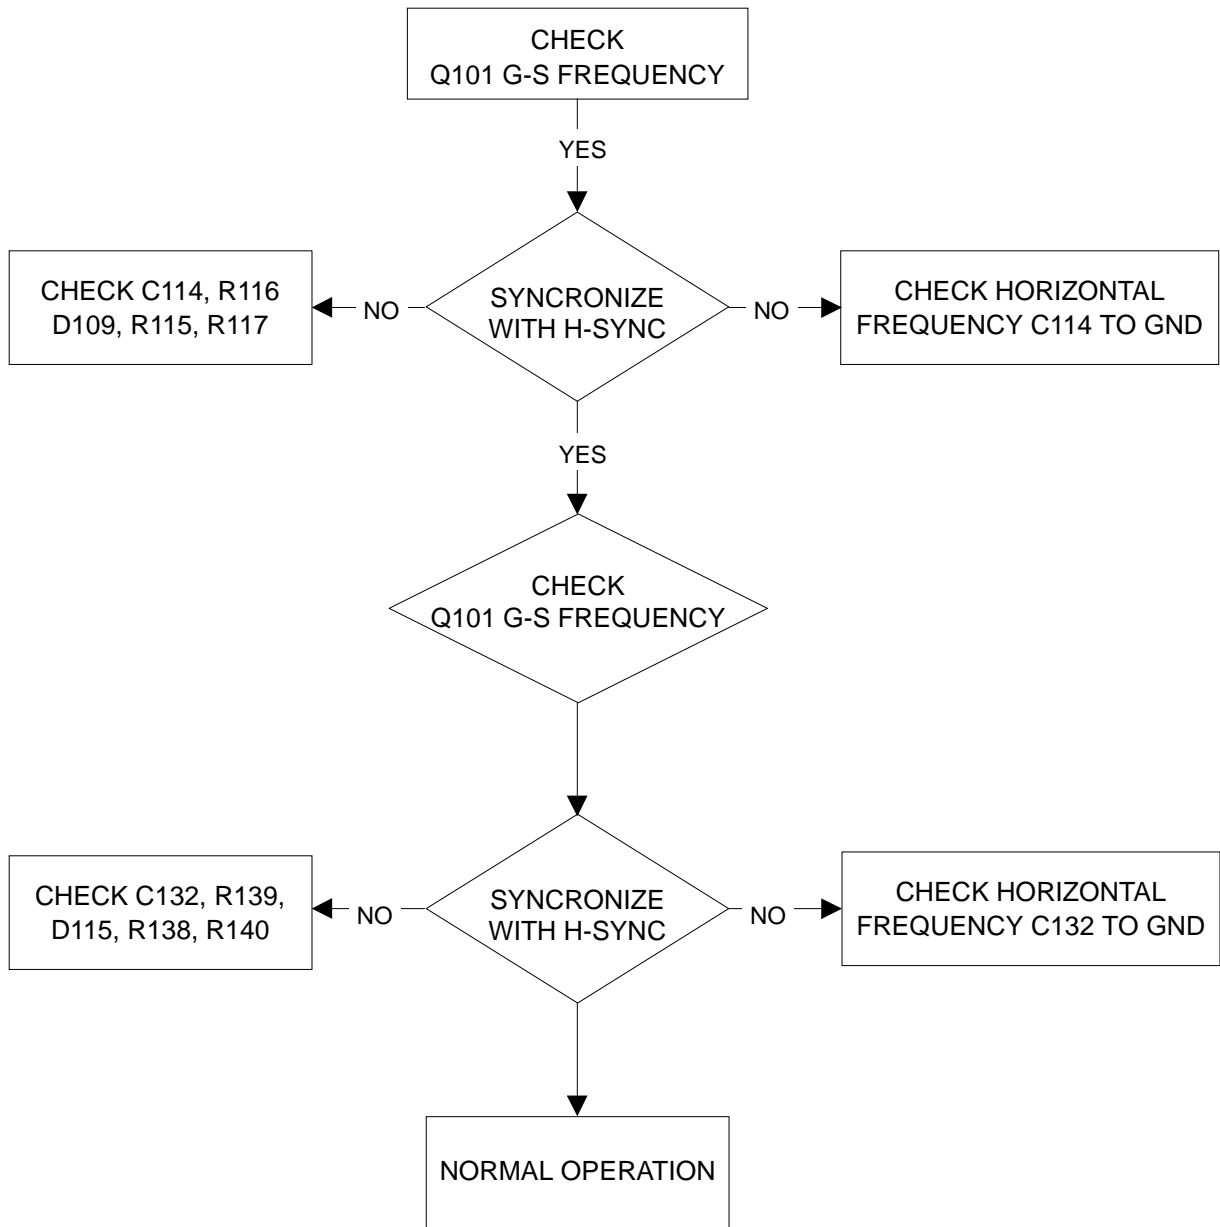 CHECK
Q101 G-S FREQUENCY
YES
CHECK C114, R116
D109, R115, R117
NO
SYNCRONIZE
WITH H-SYNC
NO
CHECK HORIZONTAL
FREQUENCY C114 TO GND
YES
CHECK
Q101 G-S FREQUENCY
CHECK C132, R139,
D115, R138, R140
NO
SYNCRONIZE
WITH H-SYNC
NO
CHECK HORIZONTAL
FREQUENCY C132 TO GND
NORMAL OPERATION